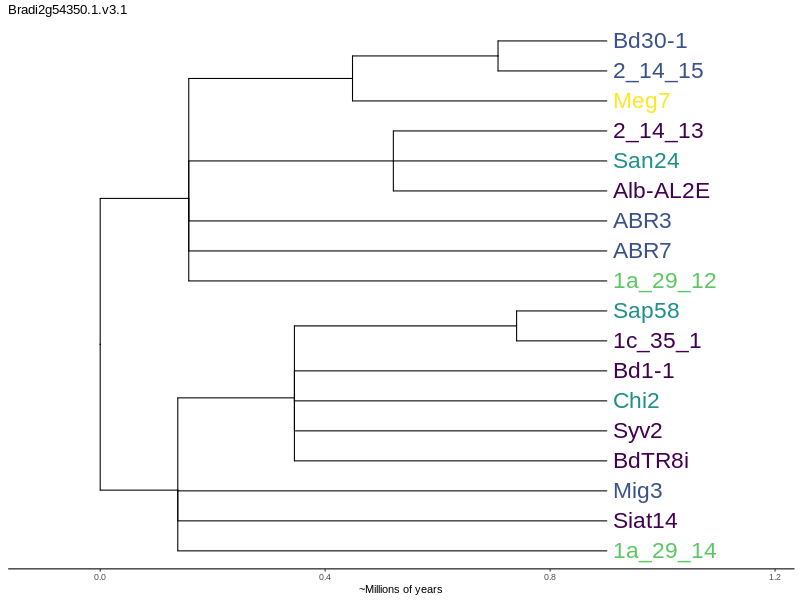 Bradi2g54350.1.v3.1
Bd30-1
2_14_15
Meg7
2_14_13
San24
Alb-AL2E
ABR3
ABR7
1a_29_12
Sap58
1c_35_1
Bd1-1
Chi2
Syv2
BdTR8i
Mig3
Siat14
1a_29_14
0.0 0.4 0.8 1.2
~Millions of years